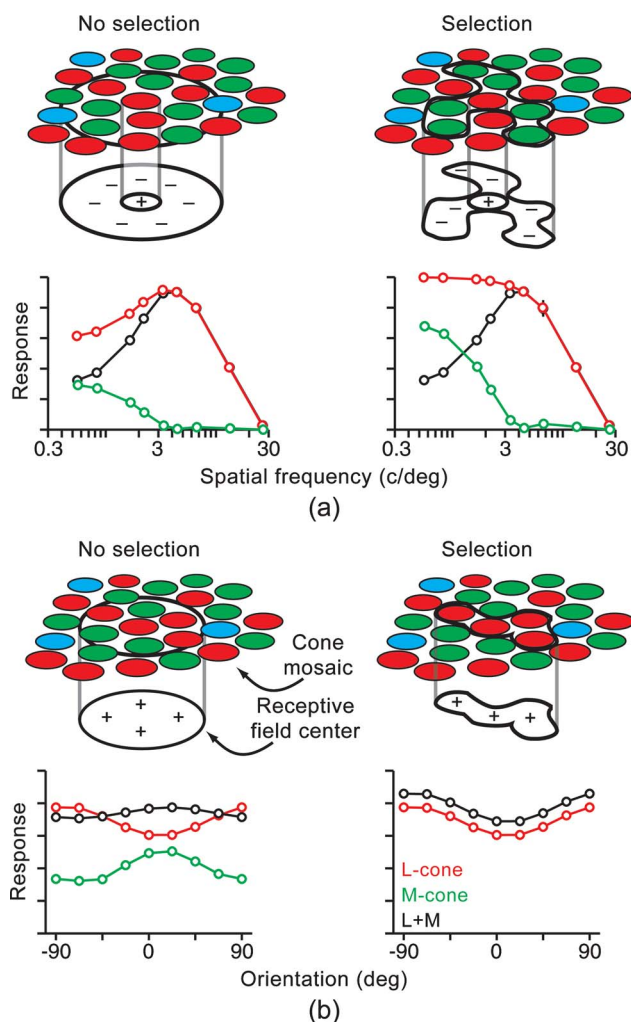 No selection
Selection
+
+
Response
0.3
3
30
0.3
3
30
Spatial frequency (c/deg)
(a)
No selection
Selection
Cone
mosaic
Receptive
field center
+
+ +
+
+
+
+
Response
L-cone
M-cone
L+M
-90
0
90
-90
0
90
Orientation (deg)
(b)